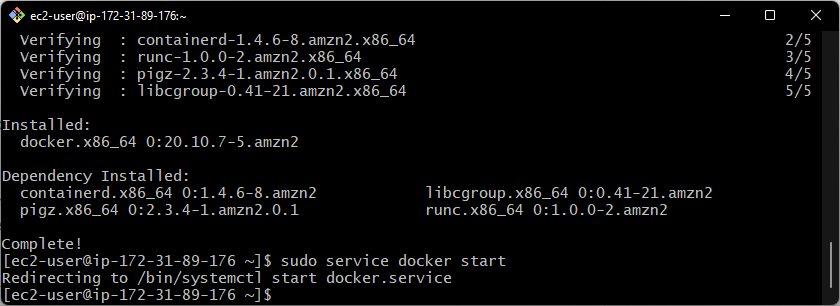 ec2-user@ip-172-31-89-176:~
Verifying : containerd-1.4.6-8.amzn2.x86_64 2/5
Verifying : runc-1.0.0-2.amzn2.x86_64 3/5
Verifying : pigz-2.3.4-1.amzn2.0.1.x86_64 4/5
Verifying : libcgroup-0.41-21.amzn2.x86_64 5/5
Installed:
docker.x86_64 0:20.10.7-5.amzn2
Dependency Installed:
containerd.x86_64 0:1.4.6-8.amzn2 libcgroup.x86_64 0:0.41-21.amzn2
pigz.x86_64 0:2.3.4-1.amzn2.0.1 runc.x86_64 0:1.0.0-2.amzn2
Complete!
[ec2-user@ip-172-31-89-176 ~]$ sudo service docker start
Redirecting to /bin/systemctl start docker.service
[ec2-user@ip-172-31-89-176 ~]$